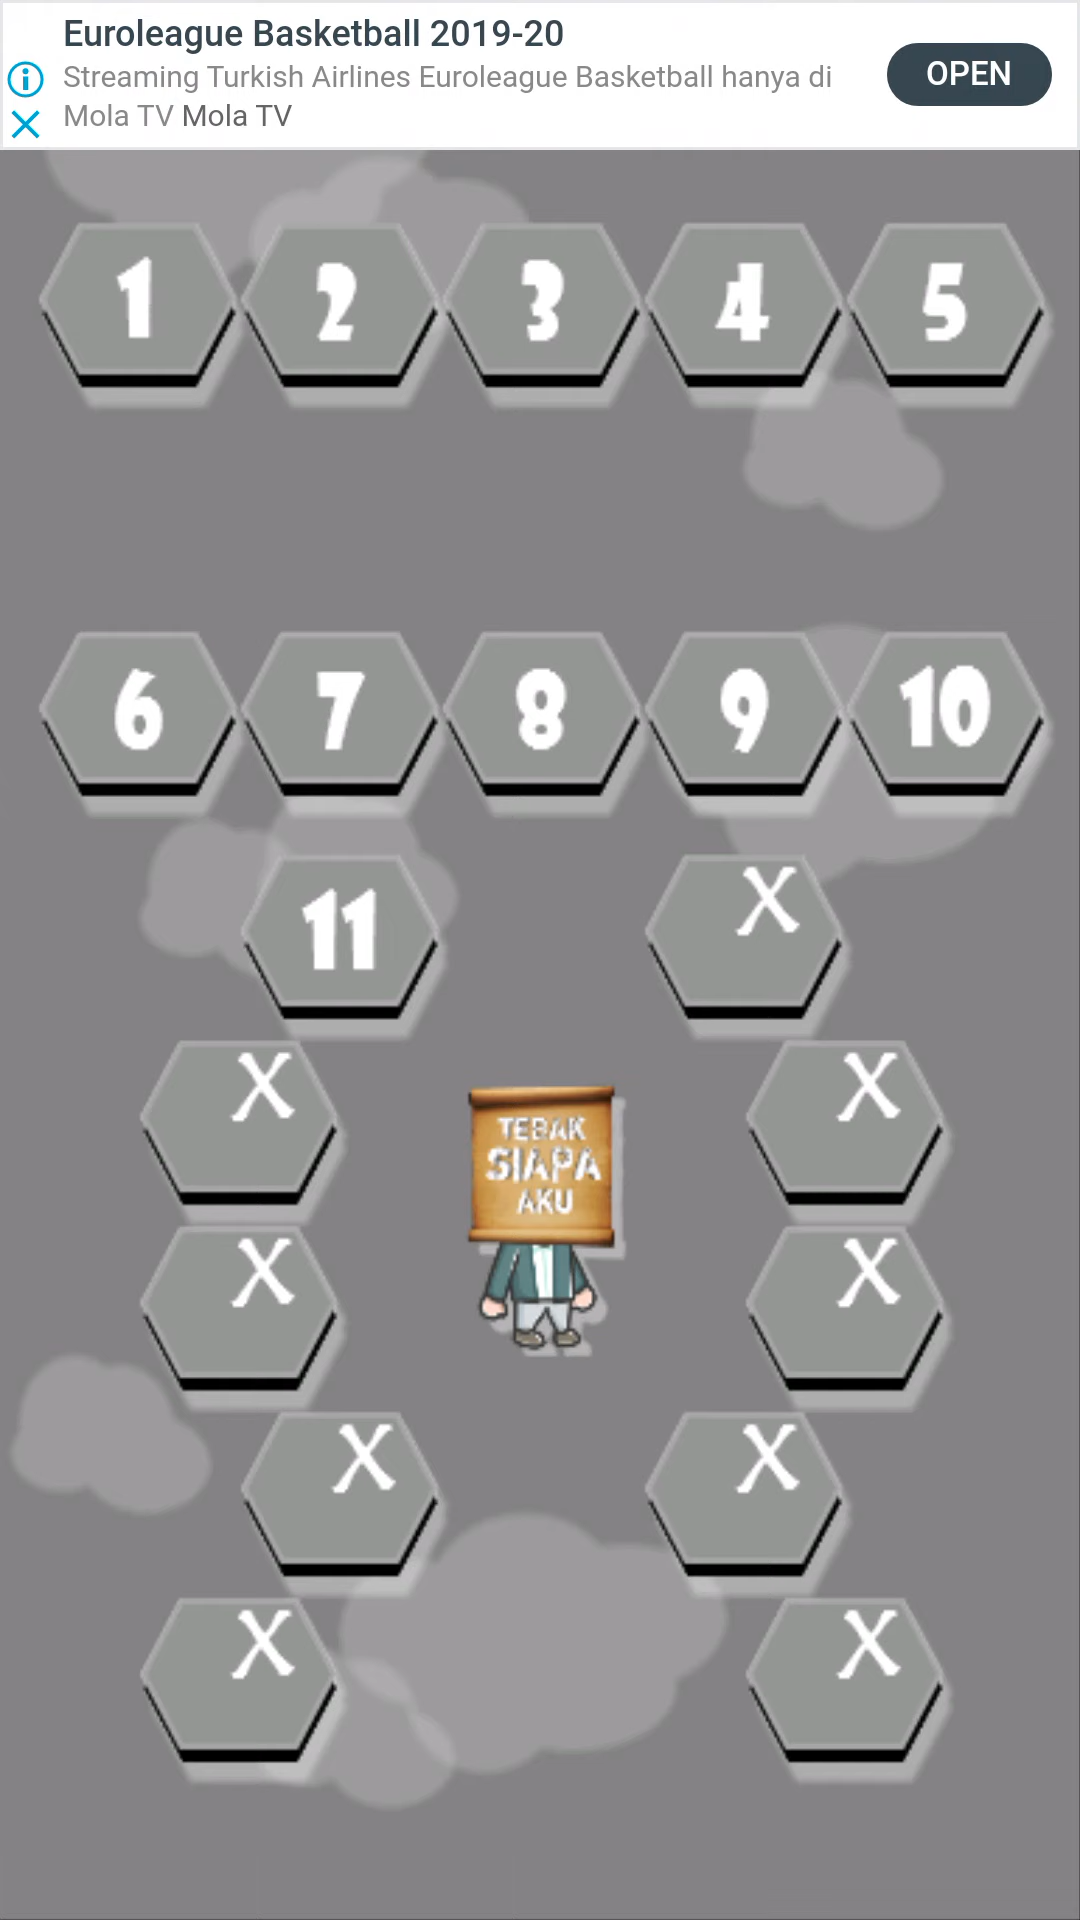 Euroleague Basketball 2019-20
Streaming Turkish Airlines Euroleague Basketball hanya di
Mola TV Mola TV
OPEN
1 2 3 4 5
6 7 8 9 10
11 X
X X
TEBAK
SIAPA
AKU
X X
X X
X X